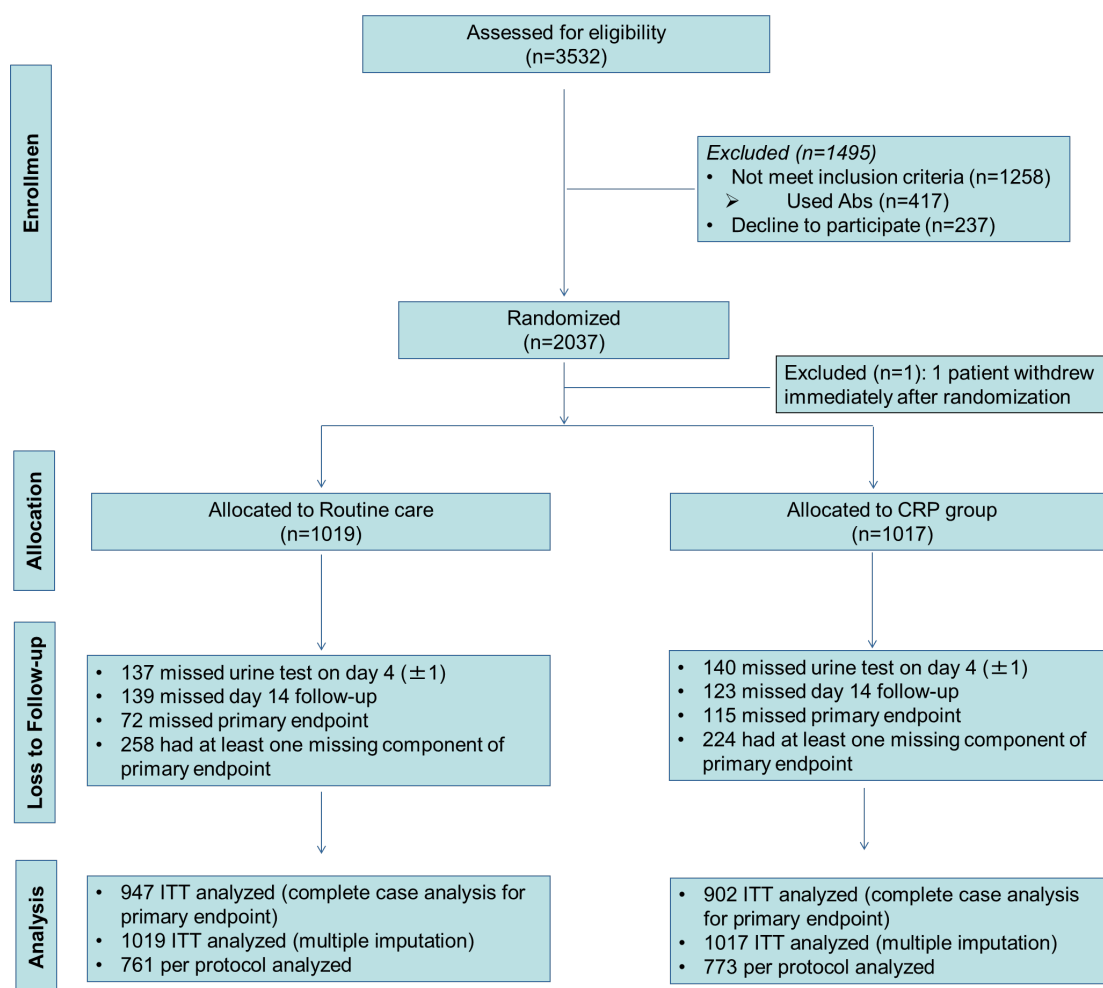 Assessed for eligibility
(n=3532)
Enrollmen
Excluded (n=1495)
• Not meet inclusion criteria (n=1258)
➢ Used Abs (n=417)
• Decline to participate (n=237)
Randomized
(n=2037)
Excluded (n=1): 1 patient withdrew
immediately after randomization
Allocation
Allocated to Routine care
(n=1019)
Allocated to CRP group
(n=1017)
Loss to Follow-up
• 137 missed urine test on day 4 (±1)
• 139 missed day 14 follow-up
• 72 missed primary endpoint
• 258 had at least one missing component of
primary endpoint
• 140 missed urine test on day 4 (±1)
• 123 missed day 14 follow-up
• 115 missed primary endpoint
• 224 had at least one missing component of
primary endpoint
Analysis
• 947 ITT analyzed (complete case analysis for
primary endpoint)
• 1019 ITT analyzed (multiple imputation)
• 761 per protocol analyzed
• 902 ITT analyzed (complete case analysis
for primary endpoint)
• 1017 ITT analyzed (multiple imputation)
• 773 per protocol analyzed